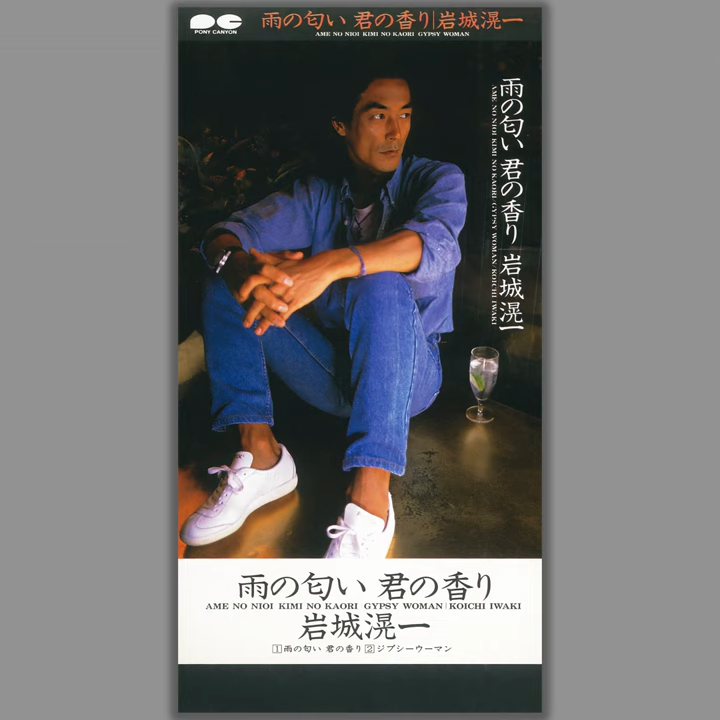 PONY CANYON
雨の匂い 君の香り|岩城滉一
AME NO NIOI KIMI NO KAORI GYPSY WOMAN
雨の匂い 君の香り|岩城滉一
AME NO NIOI KIMI NO KAORI/GYPSY WOMAN/KOICHI IWAKI
雨の匂い 君の香り
AME NO NIOI KIMI NO KAORI GYPSY WOMAN|KOICHI IWAKI
岩城滉一
1雨の匂い 君の香り 2ジプシーウーマン